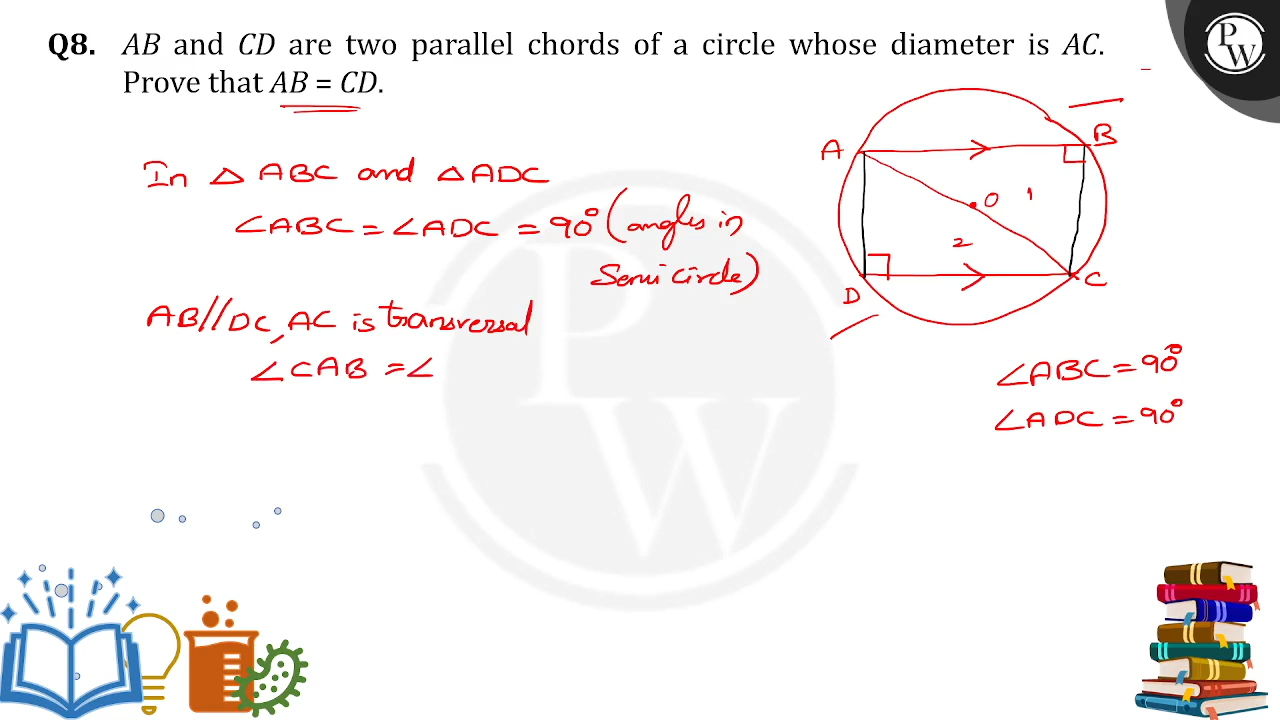 Q8. AB and CD are two parallel chords of a circle whose diameter is AC.
Prove that AB = CD.
In △ ABC and △ ADC
∠ABC = ∠ADC = 90° (angles in
Semi circle)
AB//DC, AC is transversal
∠CAB = ∠
A
B
O
1
2
D
C
∠ABC = 90°
∠ADC = 90°
P
W
P
W